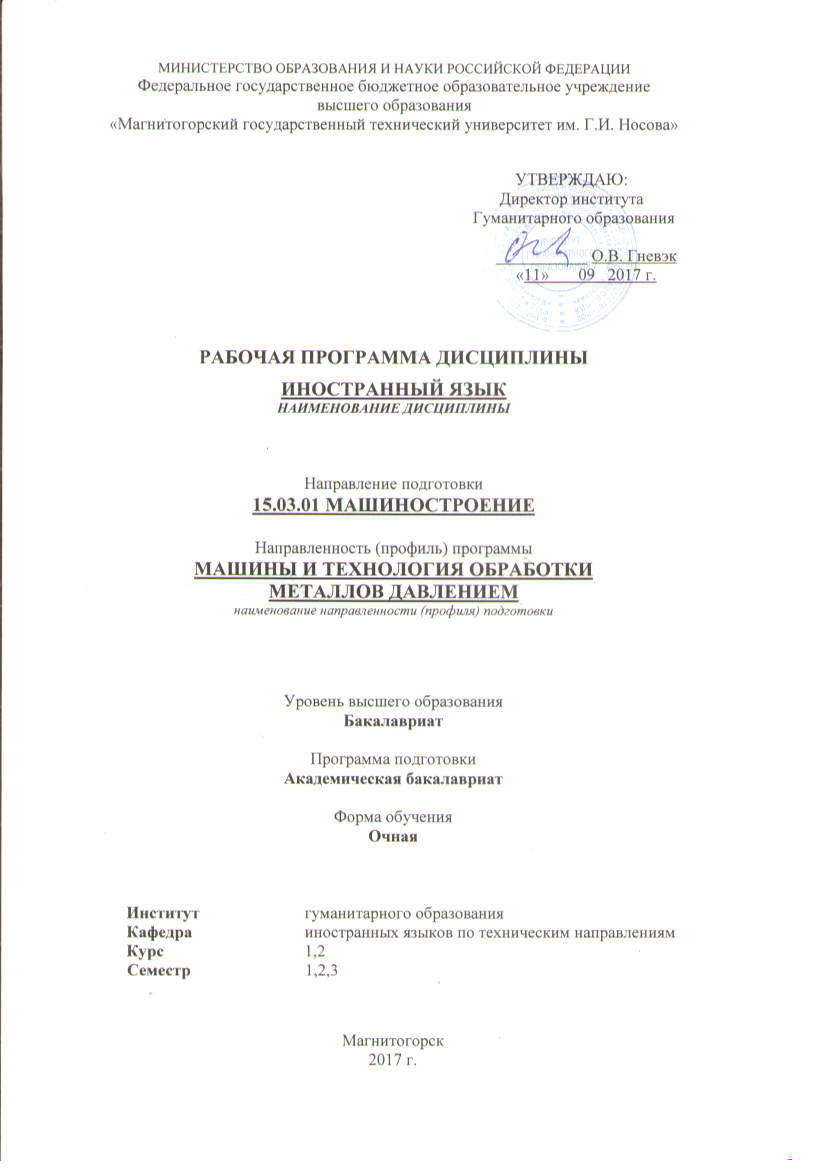 МИНИСТЕРСТВО ОБРАЗОВАНИЯ И НАУКИ РОССИЙСКОЙ ФЕДЕРАЦИИ
Федеральное государственное бюджетное образовательное учреждение
высшего образования
«Магнитогорский государственный технический университет им. Г.И. Носова»
УТВЕРЖДАЮ:
Директор института
Гуманитарного образования
О.В. Гневэк
«11» 09 2017 г.
РАБОЧАЯ ПРОГРАММА ДИСЦИПЛИНЫ
ИНОСТРАННЫЙ ЯЗЫК
НАИМЕНОВАНИЕ ДИСЦИПЛИНЫ
Направление подготовки
15.03.01 МАШИНОСТРОЕНИЕ
Направленность (профиль) программы
МАШИНЫ И ТЕХНОЛОГИЯ ОБРАБОТКИ
МЕТАЛЛОВ ДАВЛЕНИЕМ
наименование направленности (профиля) подготовки
Уровень высшего образования
Бакалавриат
Программа подготовки
Академическая бакалавриат
Форма обучения
Очная
Институт гуманитарного образования
Кафедра иностранных языков по техническим направлениям
Курс 1,2
Семестр 1,2,3
Магнитогорск
2017 г.